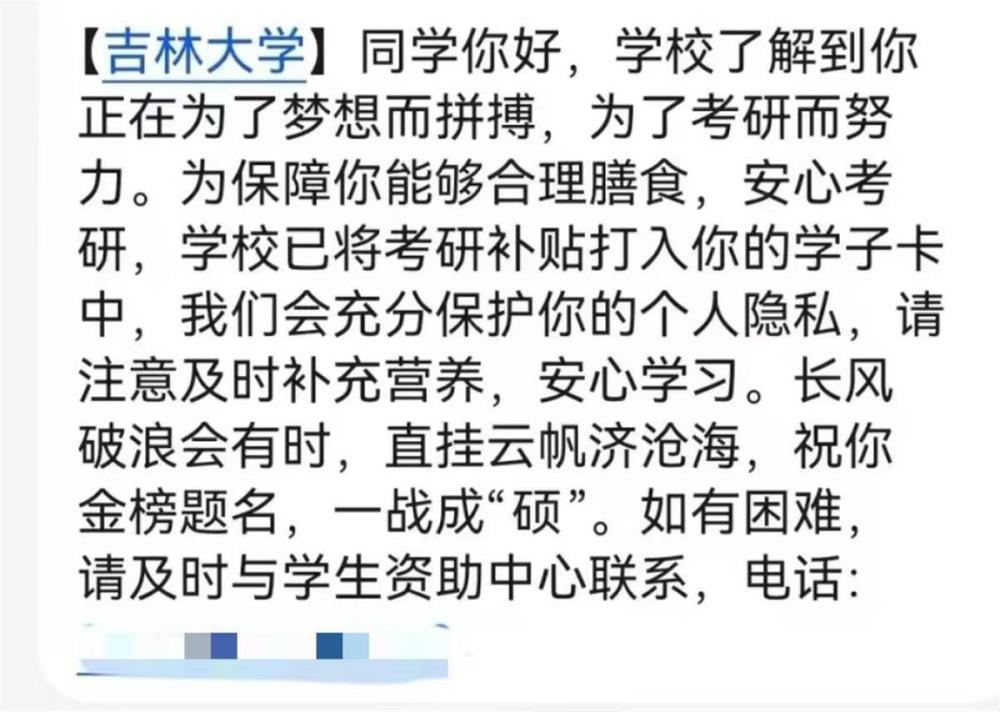 【吉林大学】同学你好，学校了解到你
正在为了梦想而拼搏，为了考研而努
力。为保障你能够合理膳食，安心考
研，学校已将考研补贴打入你的学子卡
中，我们会充分保护你的个人隐私，请
注意及时补充营养，安心学习。长风
破浪会有时，直挂云帆济沧海，祝你
金榜题名，一战成“硕”。如有困难，
请及时与学生资助中心联系，电话：